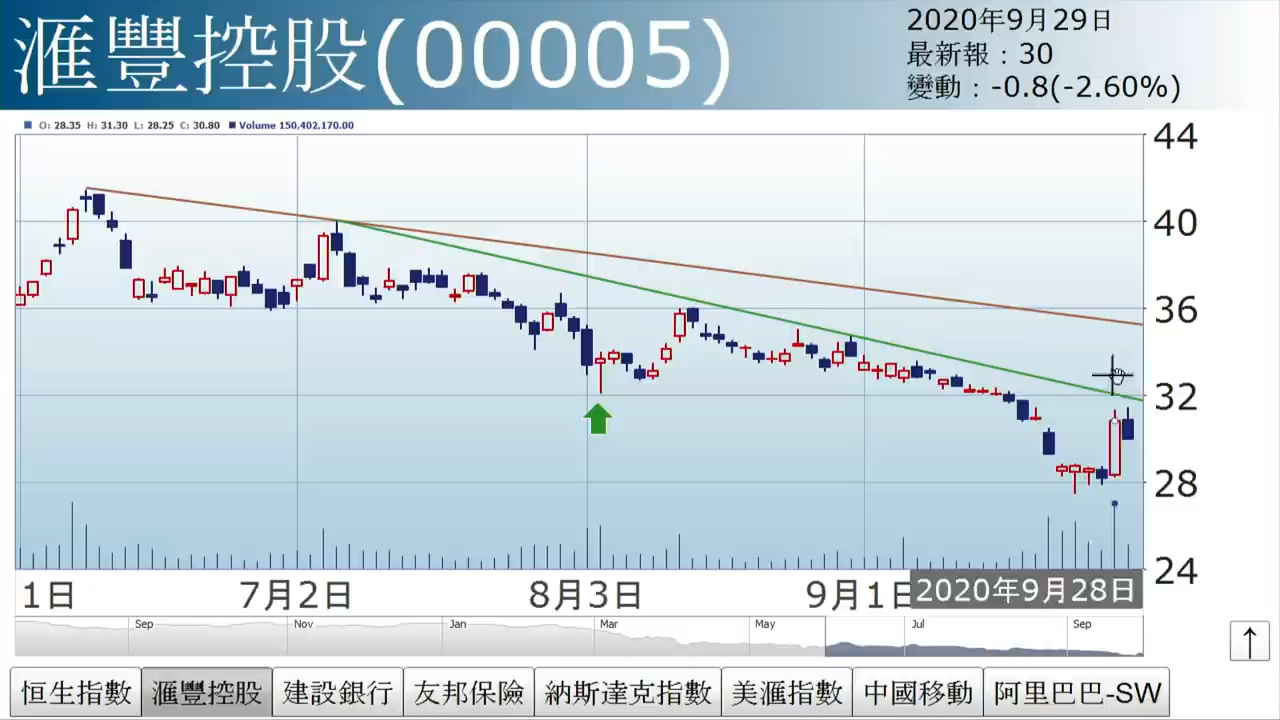 滙豐控股(00005)
2020年9月29日
最新報：30
變動：-0.8(-2.60%)
O: 28.35 H: 31.30 L: 28.25 C: 30.80 Volume 150,402,170.00
44
40
36
32
28
24
1日 7月2日 8月3日 9月1日 2020年9月28日
Sep Nov Jan Mar May Jul Sep
恒生指數 滙豐控股 建設銀行 友邦保險 納斯達克指數 美滙指數 中國移動 阿里巴巴-SW